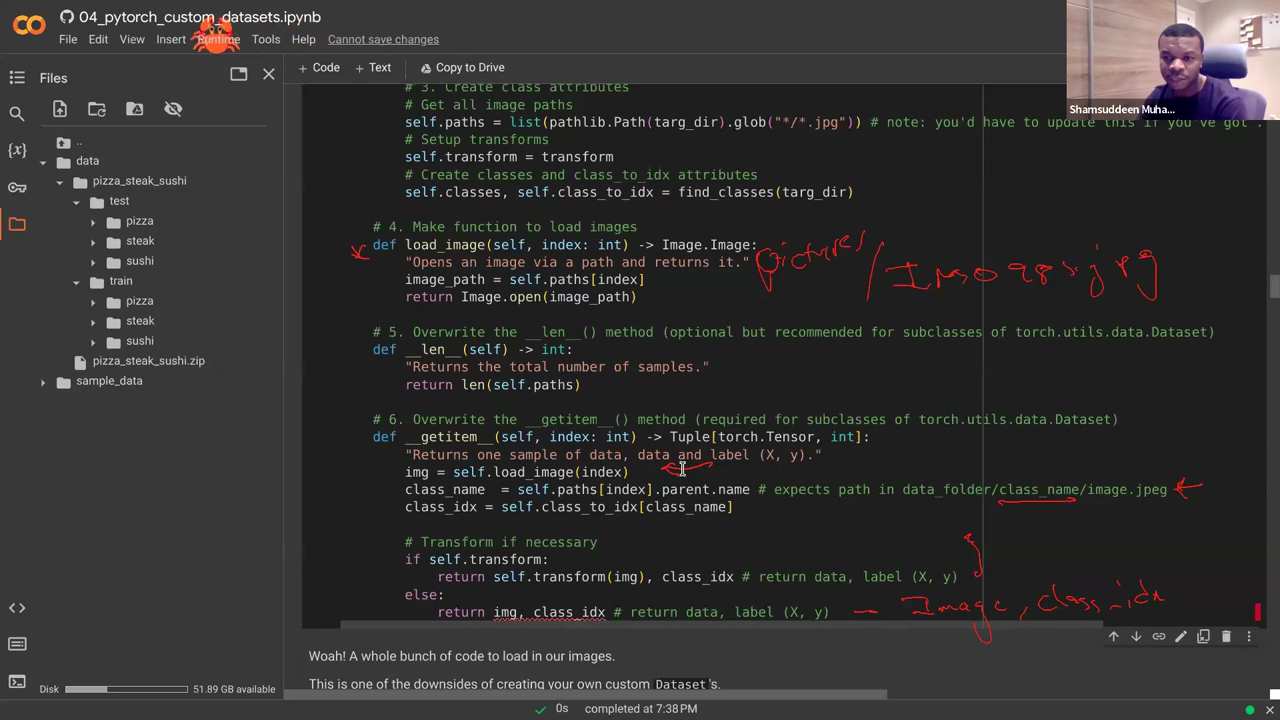 04_pytorch_custom_datasets.ipynb
File Edit View Insert Runtime Tools Help Cannot save changes
Shamsuddeen Muha...
Files
+ Code + Text Copy to Drive
..
data
pizza_steak_sushi
test
pizza
steak
sushi
train
pizza
steak
sushi
pizza_steak_sushi.zip
sample_data
Disk 51.89 GB available
# 3. Create class attributes
# Get all image paths
self.paths = list(pathlib.Path(targ_dir).glob("*/*.jpg")) # note: you'd have to update this if you've got .
# Setup transforms
self.transform = transform
# Create classes and class_to_idx attributes
self.classes, self.class_to_idx = find_classes(targ_dir)
# 4. Make function to load images
def load_image(self, index: int) -> Image.Image:
"Opens an image via a path and returns it."
pictures/
image_path = self.paths[index]
return Image.open(image_path)
# 5. Overwrite the __len__() method (optional but recommended for subclasses of torch.utils.data.Dataset)
def __len__(self) -> int:
"Returns the total number of samples."
return len(self.paths)
# 6. Overwrite the __getitem__() method (required for subclasses of torch.utils.data.Dataset)
def __getitem__(self, index: int) -> Tuple[torch.Tensor, int]:
"Returns one sample of data, data and label (X, y)."
img = self.load_image(index)
class_name = self.paths[index].parent.name # expects path in data_folder/class_name/image.jpeg
class_idx = self.class_to_idx[class_name]
# Transform if necessary
if self.transform:
return self.transform(img), class_idx # return data, label (X, y)
else:
return img, class_idx # return data, label (X, y) — Image, class_idx
Woah! A whole bunch of code to load in our images.
This is one of the downsides of creating your own custom Dataset's.
0s completed at 7:38 PM